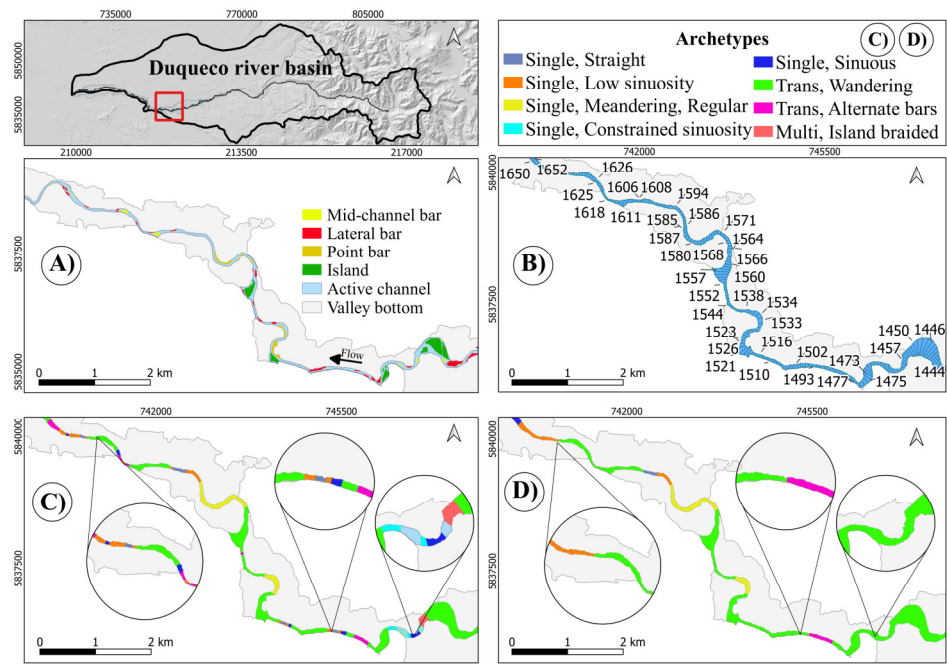 735000 770000 805000
5850000
5835000
Duqueco river basin
Archetypes
C) D)
Single, Straight
Single, Low sinuosity
Single, Meandering, Regular
Single, Constrained sinuosity
Single, Sinuous
Trans, Wandering
Trans, Alternate bars
Multi, Island braided
210000 213500 217000
5837500
5835000
A)
Mid-channel bar
Lateral bar
Point bar
Island
Active channel
Valley bottom
Flow
0 1 2 km
742000 745500
5840000
5837500
B)
1650
1652
1626
1625
1618
1606
1608
1611
1594
1585
1586
1587
1580
1571
1568
1564
1566
1557
1560
1552
1538
1544
1534
1533
1523
1526
1516
1521
1510
1502
1493
1473
1477
1475
1457
1450
1446
1444
0 1 2 km
742000 745500
5840000
5837500
C)
0 1 2 km
742000 745500
5840000
5837500
D)
0 1 2 km